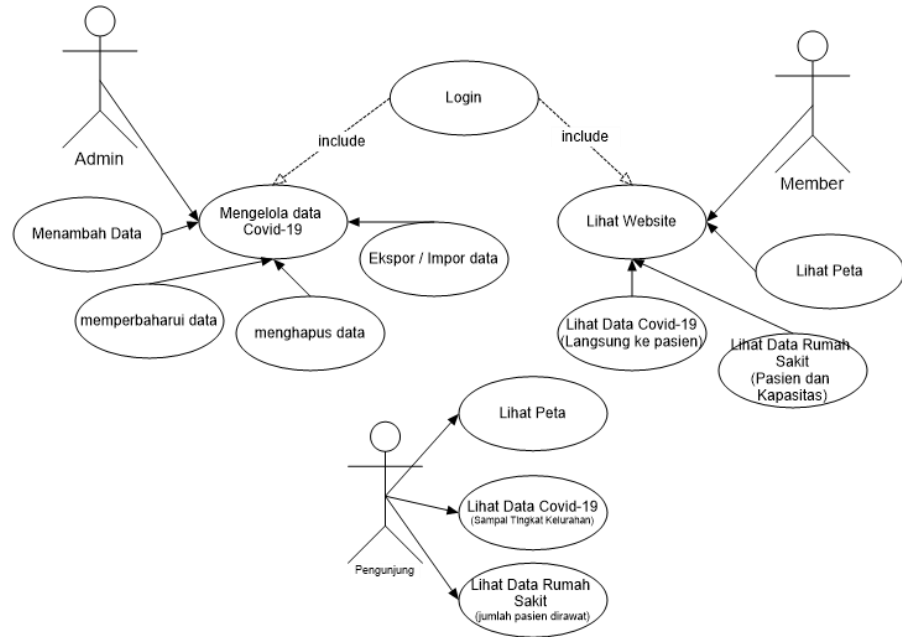 Login
include
include
Admin
Member
Mengelola data
Covid-19
Lihat Website
Menambah Data
Ekspor / Impor data
Lihat Peta
memperbaharui data
menghapus data
Lihat Data Covid-19
(Langsung ke pasien)
Lihat Data Rumah
Sakit
(Pasien dan
Kapasitas)
Lihat Peta
Lihat Data Covid-19
(Sampai Tingkat Kelurahan)
Pengunjung
Lihat Data Rumah
Sakit
(jumlah pasien dirawat)